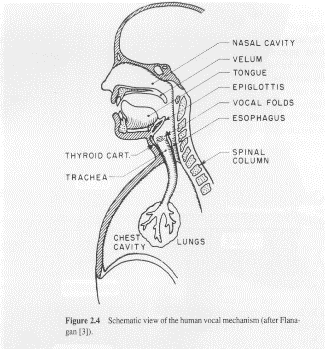 NASAL CAVITY
VELUM
TONGUE
EPIGLOTTIS
VOCAL FOLDS
ESOPHAGUS
THYROID CART.
SPINAL
COLUMN
TRACHEA
CHEST
CAVITY
LUNGS
Figure 2.4 Schematic view of the human vocal mechanism (after Flana-
gan [3]).